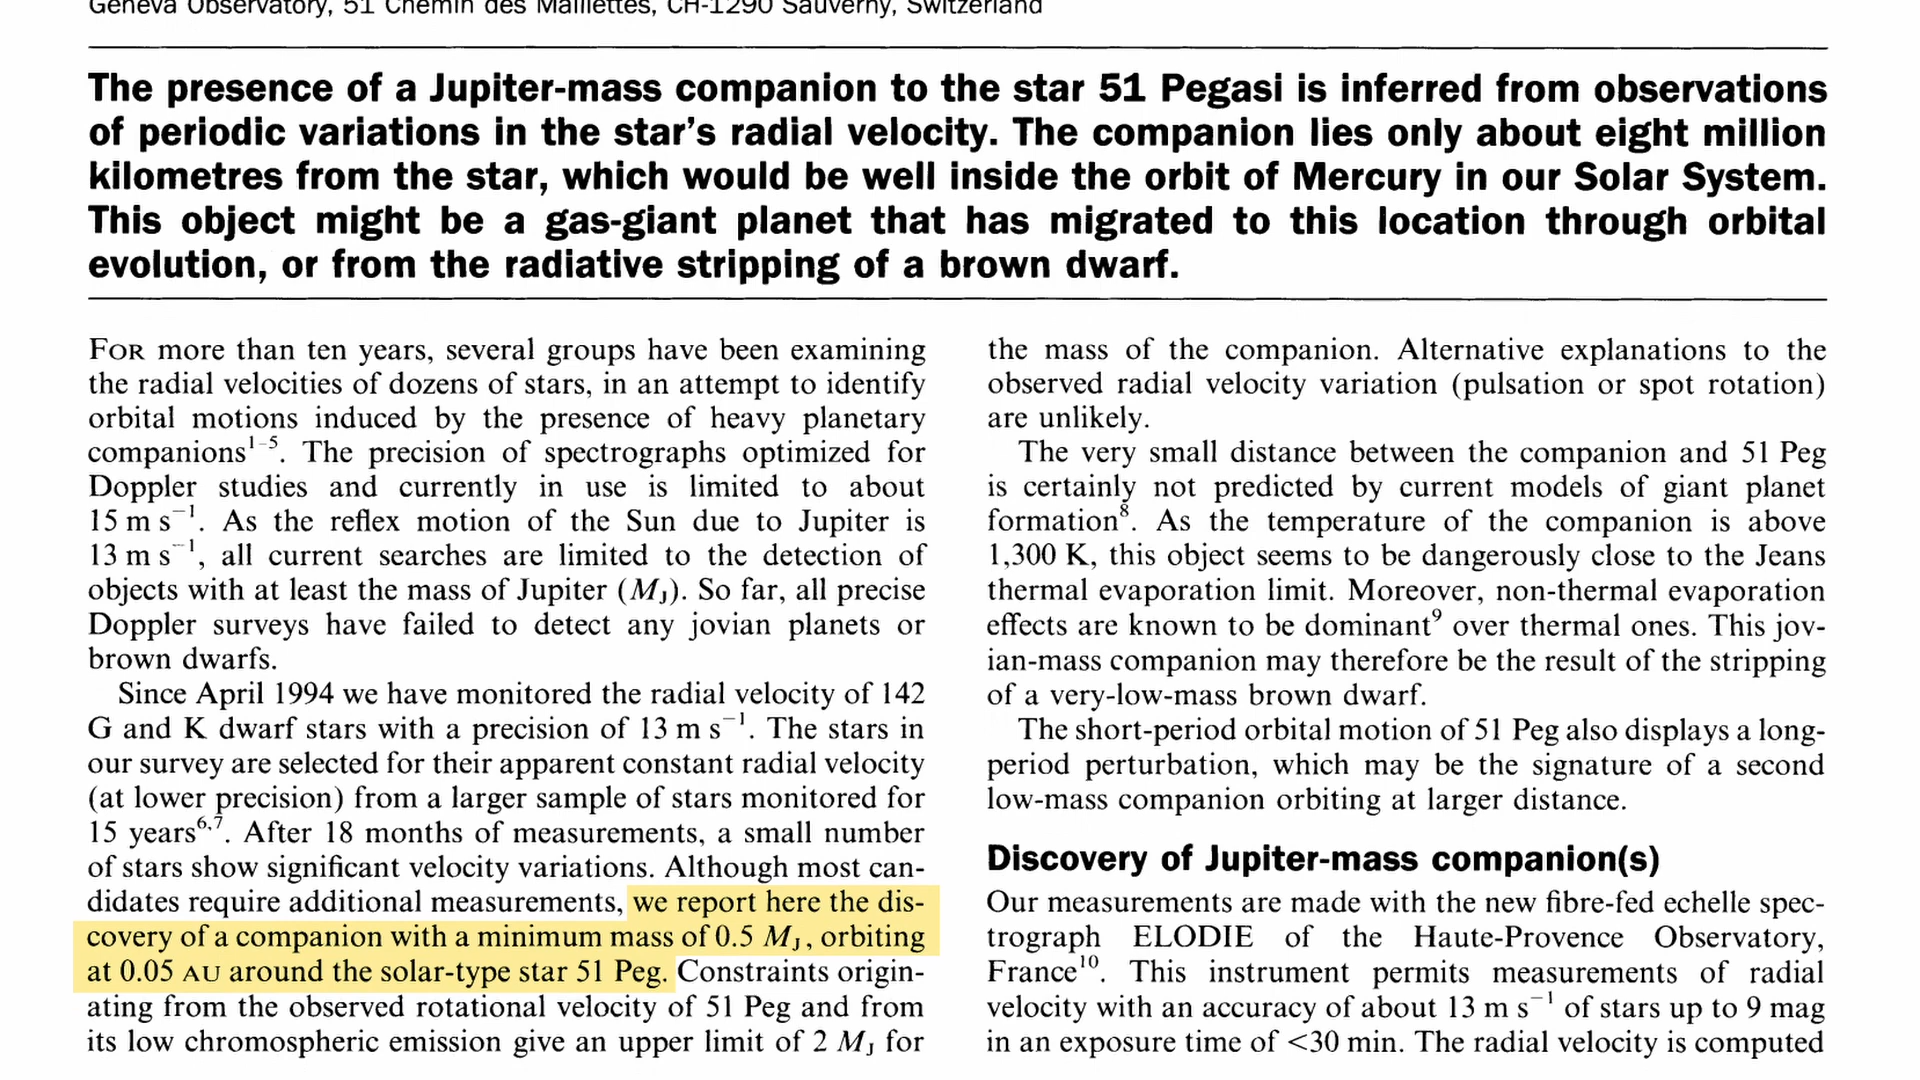 Geneva Observatory, 51 Chemin des Maillettes, CH-1290 Sauverny, Switzerland
The presence of a Jupiter-mass companion to the star 51 Pegasi is inferred from observations
of periodic variations in the star's radial velocity. The companion lies only about eight million
kilometres from the star, which would be well inside the orbit of Mercury in our Solar System.
This object might be a gas-giant planet that has migrated to this location through orbital
evolution, or from the radiative stripping of a brown dwarf.
FOR more than ten years, several groups have been examining
the radial velocities of dozens of stars, in an attempt to identify
orbital motions induced by the presence of heavy planetary
companions¹⁻⁵. The precision of spectrographs optimized for
Doppler studies and currently in use is limited to about
15 m s⁻¹. As the reflex motion of the Sun due to Jupiter is
13 m s⁻¹, all current searches are limited to the detection of
objects with at least the mass of Jupiter (MJ). So far, all precise
Doppler surveys have failed to detect any jovian planets or
brown dwarfs.
Since April 1994 we have monitored the radial velocity of 142
G and K dwarf stars with a precision of 13 m s⁻¹. The stars in
our survey are selected for their apparent constant radial velocity
(at lower precision) from a larger sample of stars monitored for
15 years⁶,⁷. After 18 months of measurements, a small number
of stars show significant velocity variations. Although most can-
didates require additional measurements, we report here the dis-
covery of a companion with a minimum mass of 0.5 MJ, orbiting
at 0.05 AU around the solar-type star 51 Peg. Constraints origin-
ating from the observed rotational velocity of 51 Peg and from
its low chromospheric emission give an upper limit of 2 MJ for
the mass of the companion. Alternative explanations to the
observed radial velocity variation (pulsation or spot rotation)
are unlikely.
The very small distance between the companion and 51 Peg
is certainly not predicted by current models of giant planet
formation⁸. As the temperature of the companion is above
1,300 K, this object seems to be dangerously close to the Jeans
thermal evaporation limit. Moreover, non-thermal evaporation
effects are known to be dominant⁹ over thermal ones. This jov-
ian-mass companion may therefore be the result of the stripping
of a very-low-mass brown dwarf.
The short-period orbital motion of 51 Peg also displays a long-
period perturbation, which may be the signature of a second
low-mass companion orbiting at larger distance.
Discovery of Jupiter-mass companion(s)
Our measurements are made with the new fibre-fed echelle spec-
trograph ELODIE of the Haute-Provence Observatory,
France¹⁰. This instrument permits measurements of radial
velocity with an accuracy of about 13 m s⁻¹ of stars up to 9 mag
in an exposure time of <30 min. The radial velocity is computed